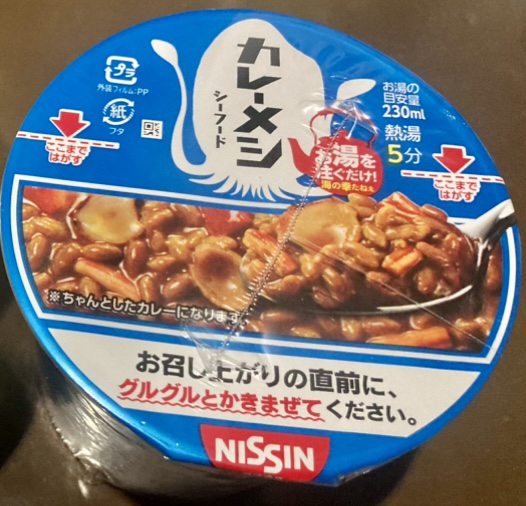 プラ
外装フィルム:PP
紙
フタ
カレーメシ
シーフード
お湯の
目安量
230ml
熱湯
5分
お湯を
注ぐだけ!
海の幸だねぇ
ここまで
はがす
ここまで
はがす
※ちゃんとしたカレーになります
お召し上がりの直前に、
グルグルとかきまぜてください。
NISSIN